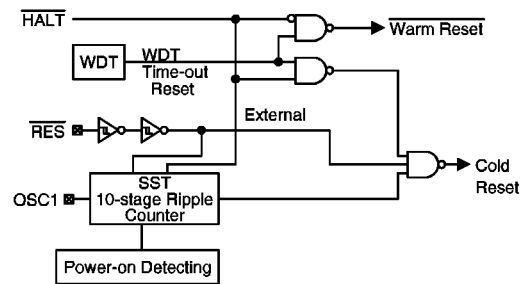 HALT
Warm Reset
WDT
WDT
Time-out
Reset
RES
External
Cold
Reset
OSC1
SST
10-stage Ripple
Counter
Power-on Detecting